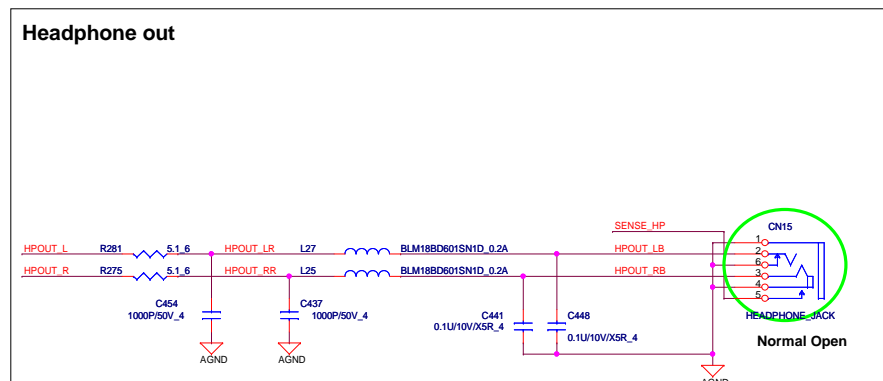 Headphone out
SENSE_HP
CN15
HPOUT_L R281 5.1_6 HPOUT_LR L27 BLM18BD601SN1D_0.2A HPOUT_LB
HPOUT_R R275 5.1_6 HPOUT_RR L25 BLM18BD601SN1D_0.2A HPOUT_RB
1
2
6
3
4
5
C454
1000P/50V_4
C437
1000P/50V_4
C441
0.1U/10V/X5R_4
C448
0.1U/10V/X5R_4
HEADPHONE_JACK
Normal Open
AGND
AGND
AGND